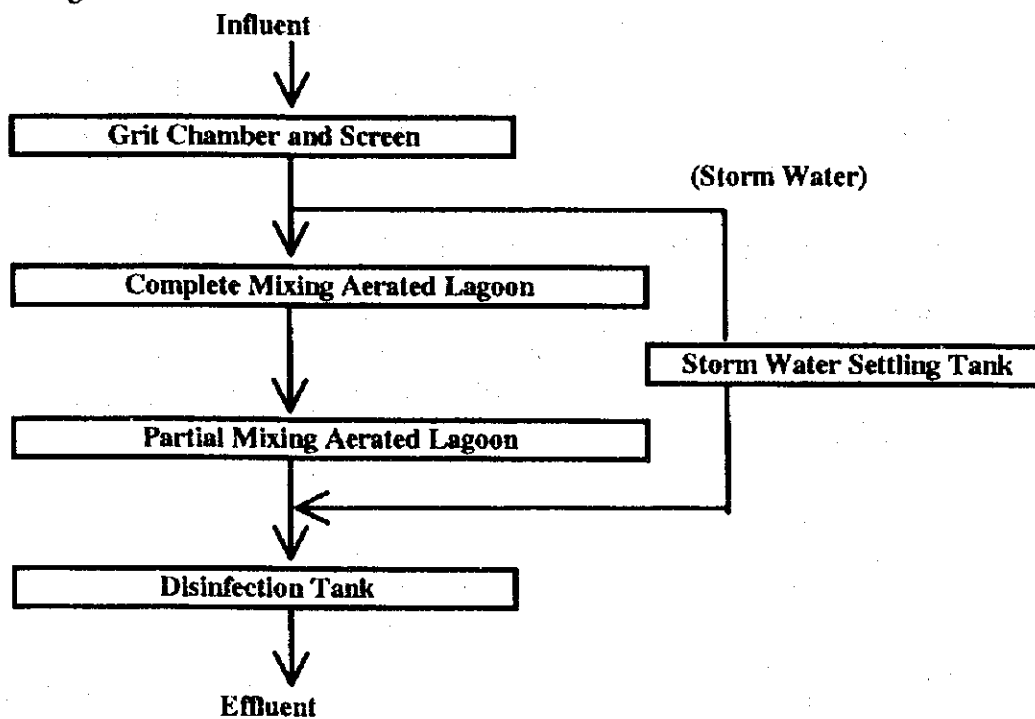 Influent
Grit Chamber and Screen
(Storm Water)
Complete Mixing Aerated Lagoon
Storm Water Settling Tank
Partial Mixing Aerated Lagoon
Disinfection Tank
Effluent